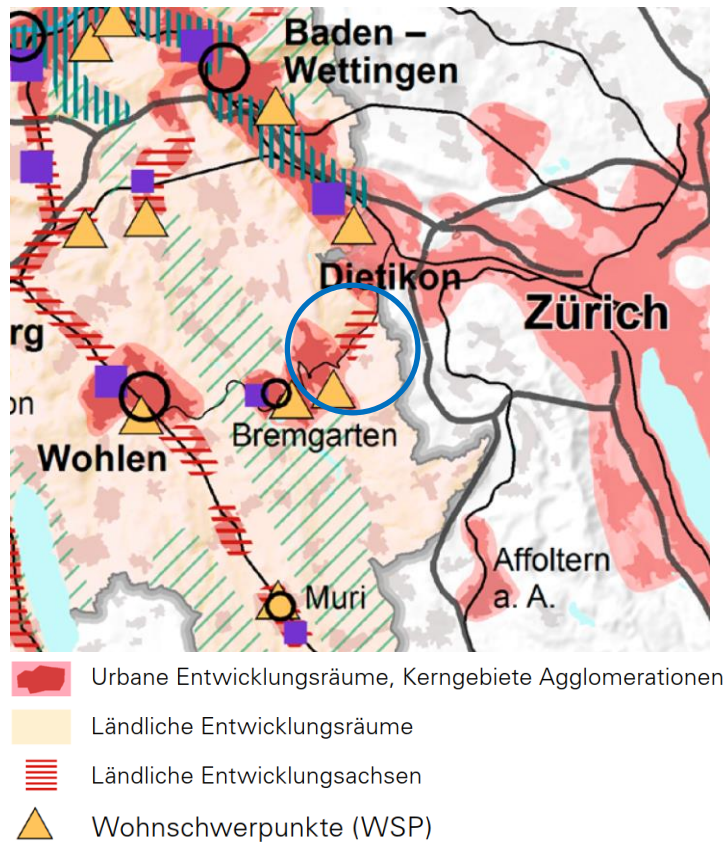 Baden –
Wettingen
Dietikon
Zürich
rg
on
Bremgarten
Wohlen
Affoltern
a. A.
Muri
Urbane Entwicklungsräume, Kerngebiete Agglomerationen
Ländliche Entwicklungsräume
Ländliche Entwicklungsachsen
Wohnschwerpunkte (WSP)